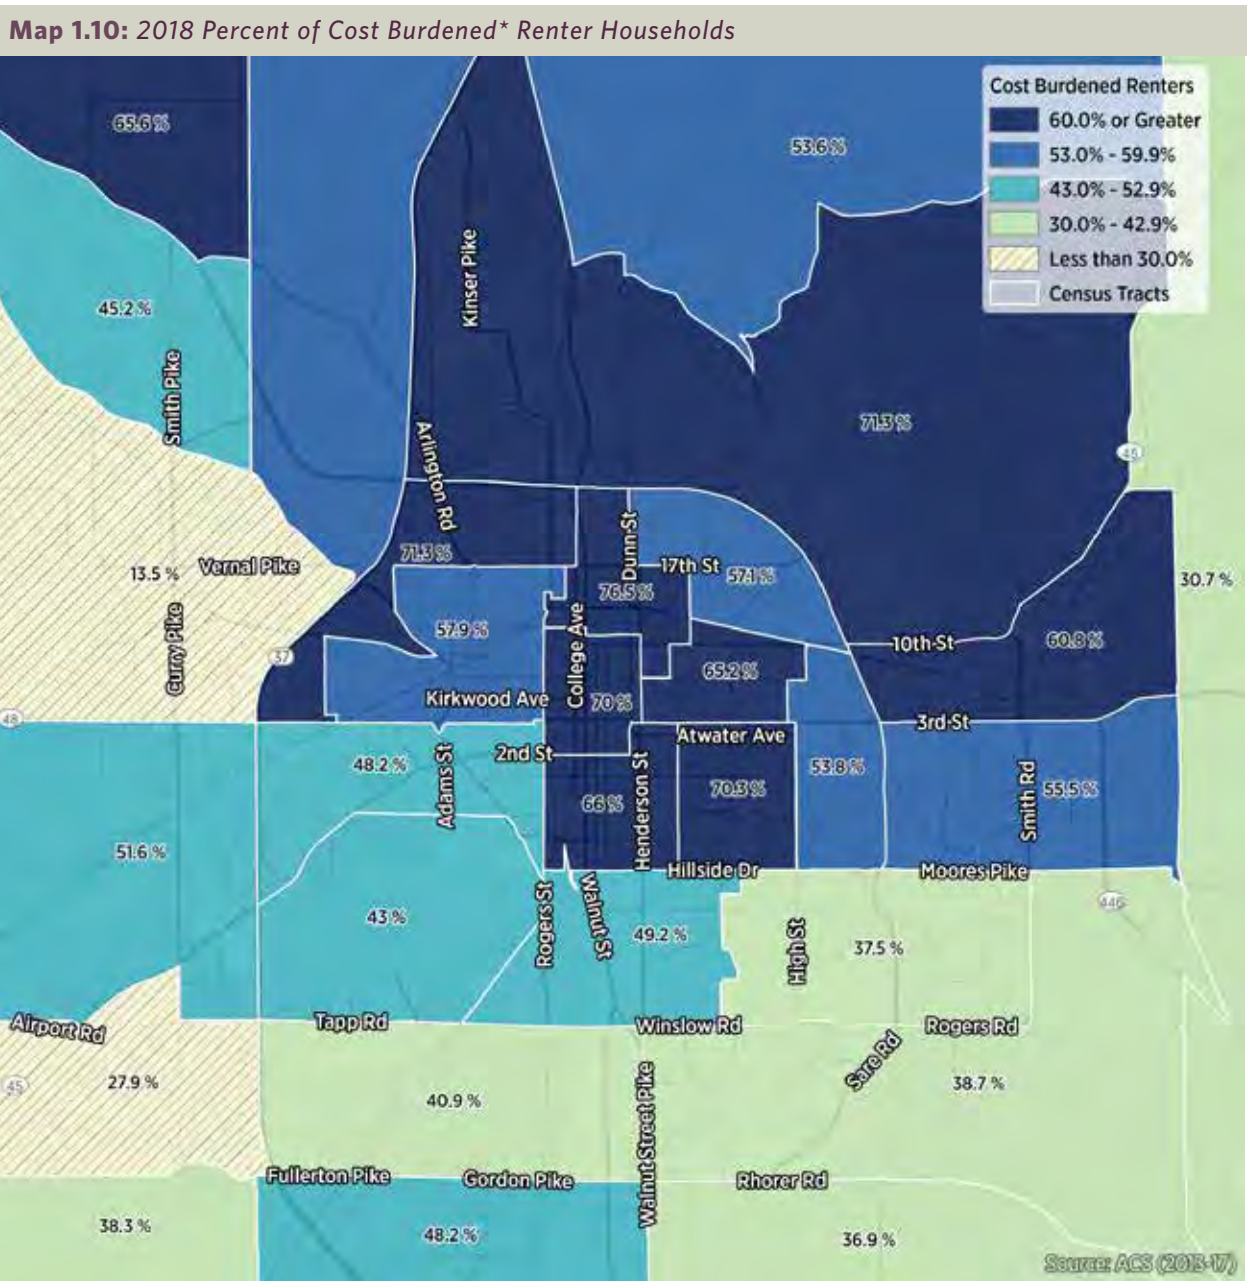 Map 1.10: 2018 Percent of Cost Burdened* Renter Households
Cost Burdened Renters
60.0% or Greater
53.0% - 59.9%
43.0% - 52.9%
30.0% - 42.9%
Less than 30.0%
Census Tracts
65.6 %
53.6 %
Kinser Pike
45.2 %
Smith Pike
71.3 %
45
Arlington Rd
71.3 %
Dunn St
17th St
57.1 %
13.5 %
Vernal Pike
76.5 %
30.7 %
Curry Pike
57.9 %
College Ave
10th St
60.8 %
37
65.2 %
Kirkwood Ave
70 %
48
3rd St
Atwater Ave
2nd St
48.2 %
Adams St
53.8 %
Henderson St
70.3 %
Smith Rd
55.5 %
66 %
51.6 %
Hillside Dr
Moores Pike
446
43 %
Rogers St
Walnut St
49.2 %
High St
37.5 %
Airport Rd
Tapp Rd
Winslow Rd
Rogers Rd
Sare Rd
45
27.9 %
40.9 %
38.7 %
Walnut Street Pike
Fullerton Pike
Gordon Pike
Rhorer Rd
38.3 %
48.2 %
36.9 %
Source: ACS (2013-17)